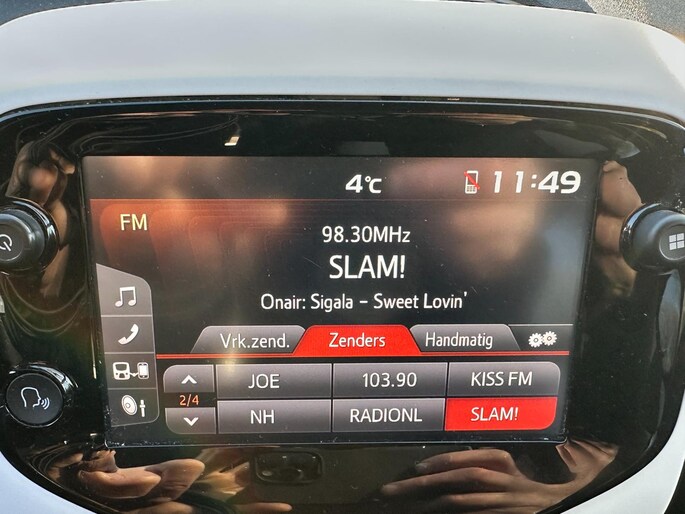 4°C 11:49
FM
98.30MHz
SLAM!
Onair: Sigala - Sweet Lovin'
Vrk.zend. Zenders Handmatig
JOE 103.90 KISS FM
2/4
NH RADIONL SLAM!